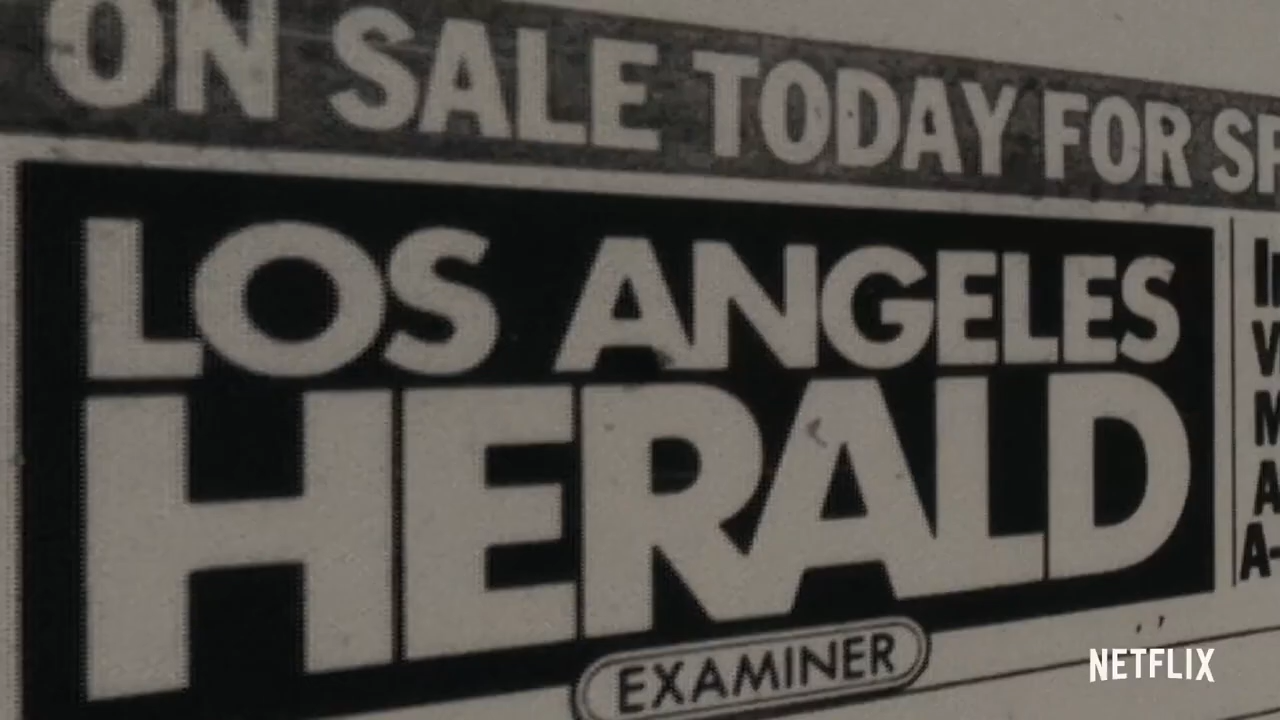 ON SALE TODAY FOR
LOS ANGELES
HERALD
EXAMINER
NETFLIX